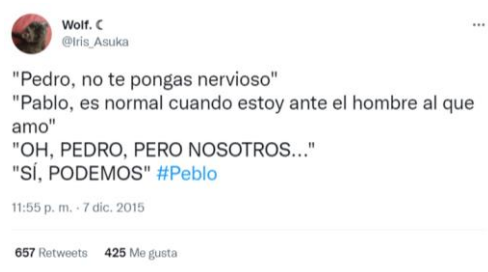 Wolf. ☾
@Iris_Asuka
"Pedro, no te pongas nervioso"
"Pablo, es normal cuando estoy ante el hombre al que
amo"
"OH, PEDRO, PERO NOSOTROS..."
"SÍ, PODEMOS" #Peblo
11:55 p. m. · 7 dic. 2015
657 Retweets 425 Me gusta